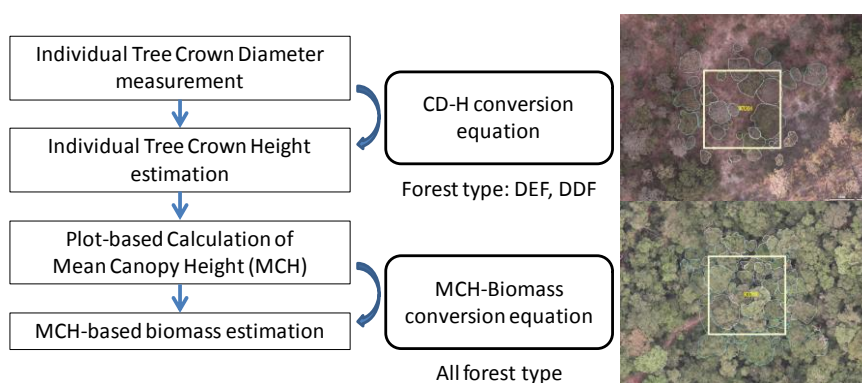 Individual Tree Crown Diameter
measurement
Individual Tree Crown Height
estimation
Plot-based Calculation of
Mean Canopy Height (MCH)
MCH-based biomass estimation
CD-H conversion
equation
Forest type: DEF, DDF
MCH-Biomass
conversion equation
All forest type